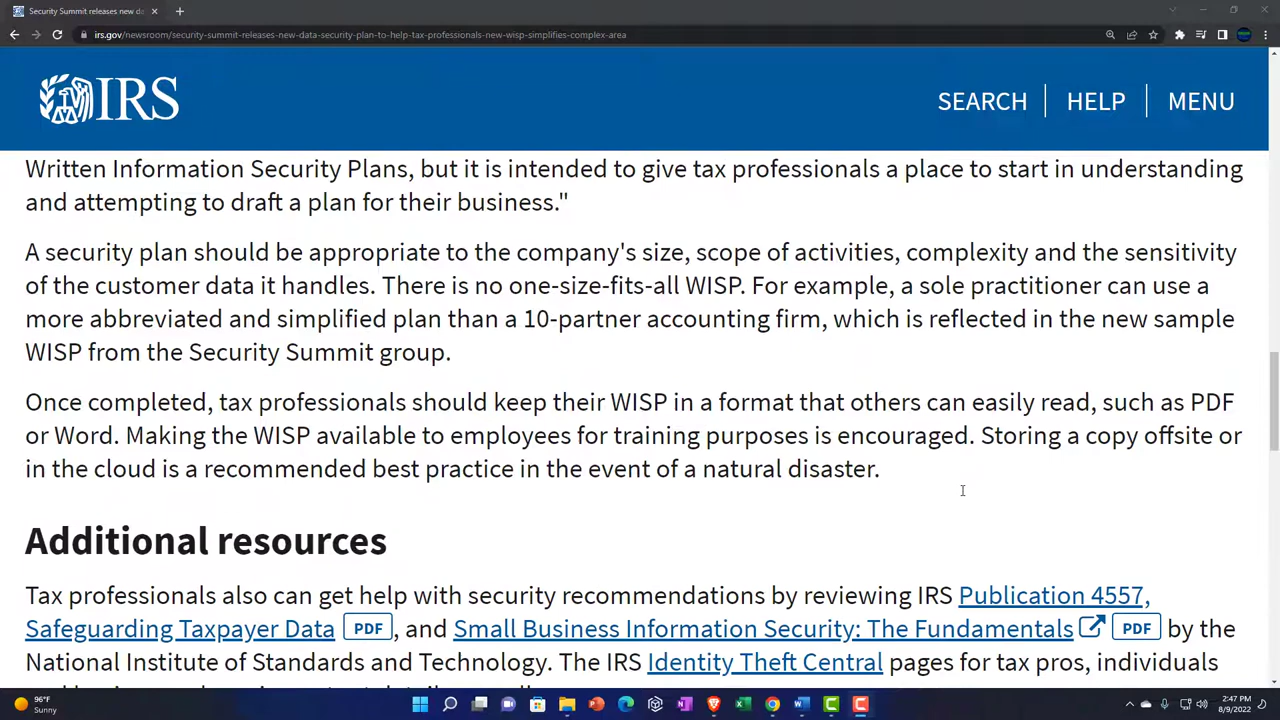 Security Summit releases new da
irs.gov/newsroom/security-summit-releases-new-data-security-plan-to-help-tax-professionals-new-wisp-simplifies-complex-area
IRS
SEARCH
HELP
MENU
Written Information Security Plans, but it is intended to give tax professionals a place to start in understanding
and attempting to draft a plan for their business."
A security plan should be appropriate to the company's size, scope of activities, complexity and the sensitivity
of the customer data it handles. There is no one-size-fits-all WISP. For example, a sole practitioner can use a
more abbreviated and simplified plan than a 10-partner accounting firm, which is reflected in the new sample
WISP from the Security Summit group.
Once completed, tax professionals should keep their WISP in a format that others can easily read, such as PDF
or Word. Making the WISP available to employees for training purposes is encouraged. Storing a copy offsite or
in the cloud is a recommended best practice in the event of a natural disaster.
Additional resources
Tax professionals also can get help with security recommendations by reviewing IRS Publication 4557,
Safeguarding Taxpayer Data PDF, and Small Business Information Security: The Fundamentals PDF by the
National Institute of Standards and Technology. The IRS Identity Theft Central pages for tax pros, individuals
96°F
Sunny
2:47 PM
8/9/2022